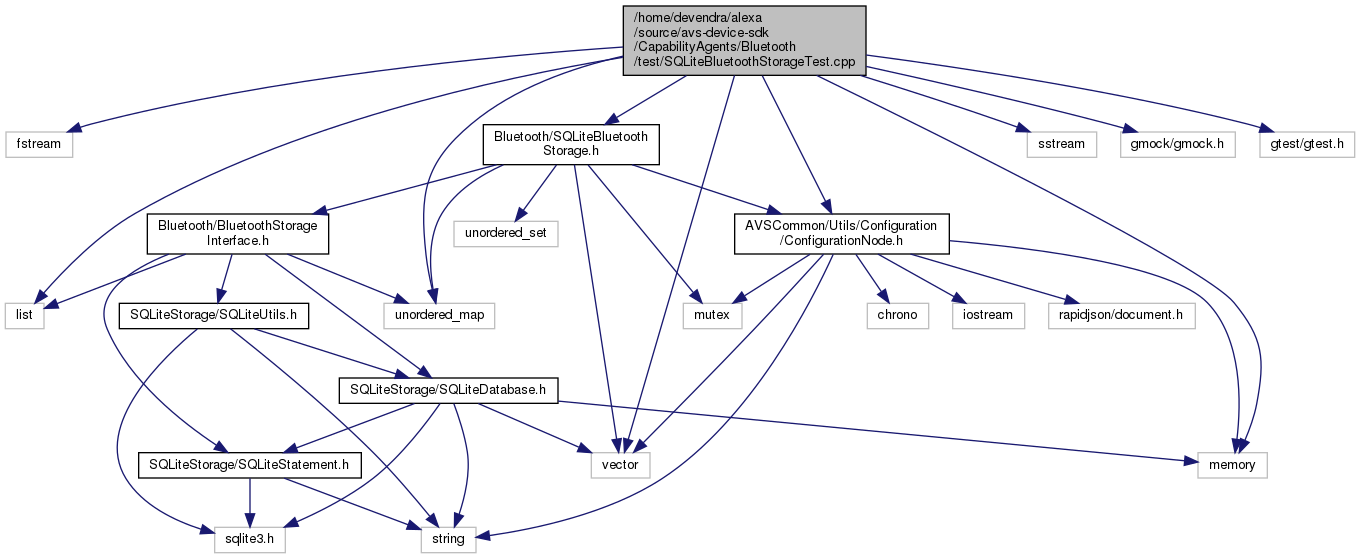 /home/devendra/alexa
/source/avs-device-sdk
/CapabilityAgents/Bluetooth
/test/SQLiteBluetoothStorageTest.cpp
fstream
Bluetooth/SQLiteBluetooth
Storage.h
sstream
gmock/gmock.h
gtest/gtest.h
Bluetooth/BluetoothStorage
Interface.h
unordered_set
AVSCommon/Utils/Configuration
/ConfigurationNode.h
list
SQLiteStorage/SQLiteUtils.h
unordered_map
mutex
chrono
iostream
rapidjson/document.h
SQLiteStorage/SQLiteDatabase.h
SQLiteStorage/SQLiteStatement.h
vector
memory
sqlite3.h
string